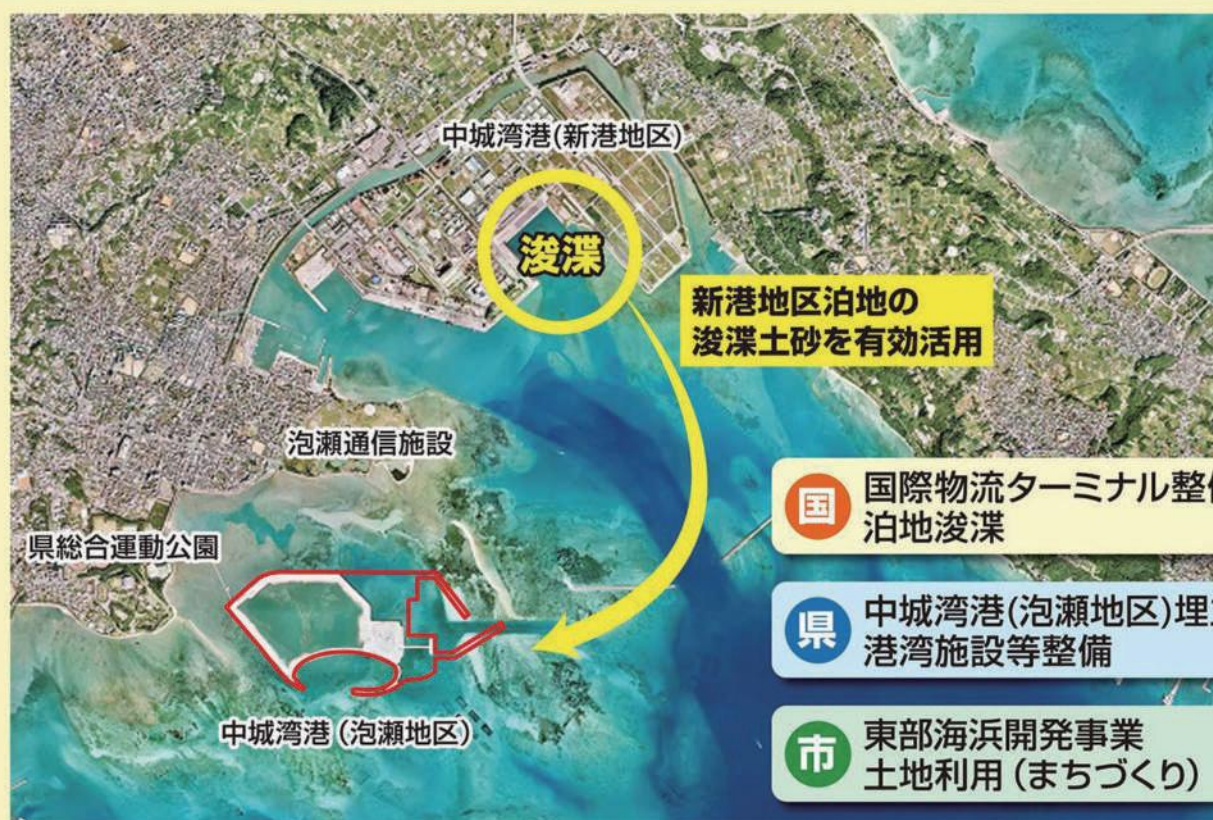 中城湾港(新港地区)
浚渫
新港地区泊地の
浚渫土砂を有効活用
泡瀬通信施設
県総合運動公園
中城湾港(泡瀬地区)
国
国際物流ターミナル整
泊地浚渫
県
中城湾港(泡瀬地区)埋
港湾施設等整備
市
東部海浜開発事業
土地利用(まちづくり)